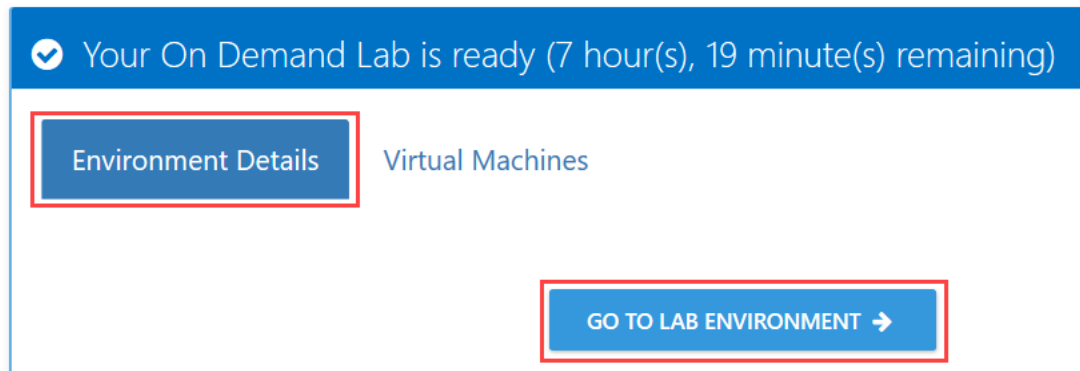 Your On Demand Lab is ready (7 hour(s), 19 minute(s) remaining)
Environment Details
Virtual Machines
GO TO LAB ENVIRONMENT